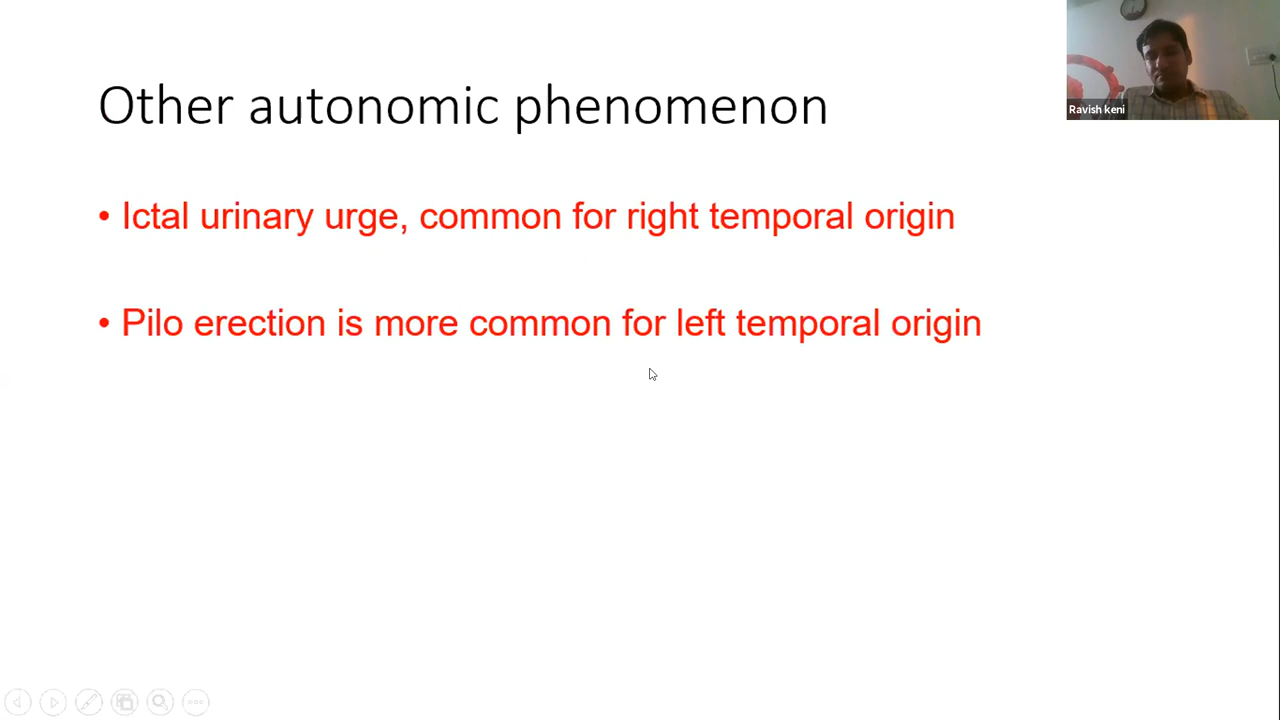 Other autonomic phenomenon
Ravish keni
• Ictal urinary urge, common for right temporal origin
• Pilo erection is more common for left temporal origin